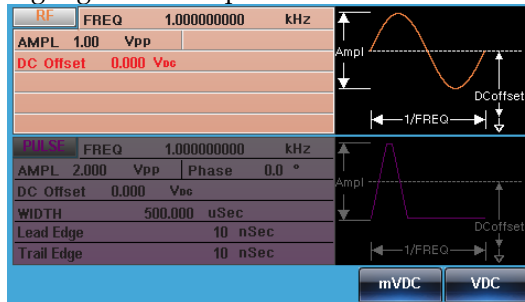 RF FREQ 1.000000000 kHz
AMPL 1.00 Vpp
DC Offset 0.000 VDC
Ampl
DCoffset
1/FREQ
PULSE FREQ 1.000000000 kHz
AMPL 2.000 Vpp Phase 0.0 °
DC Offset 0.000 VDC
WIDTH 500.000 uSec
Lead Edge 10 nSec
Trail Edge 10 nSec
Ampl
DCoffset
1/FREQ
mVDC VDC